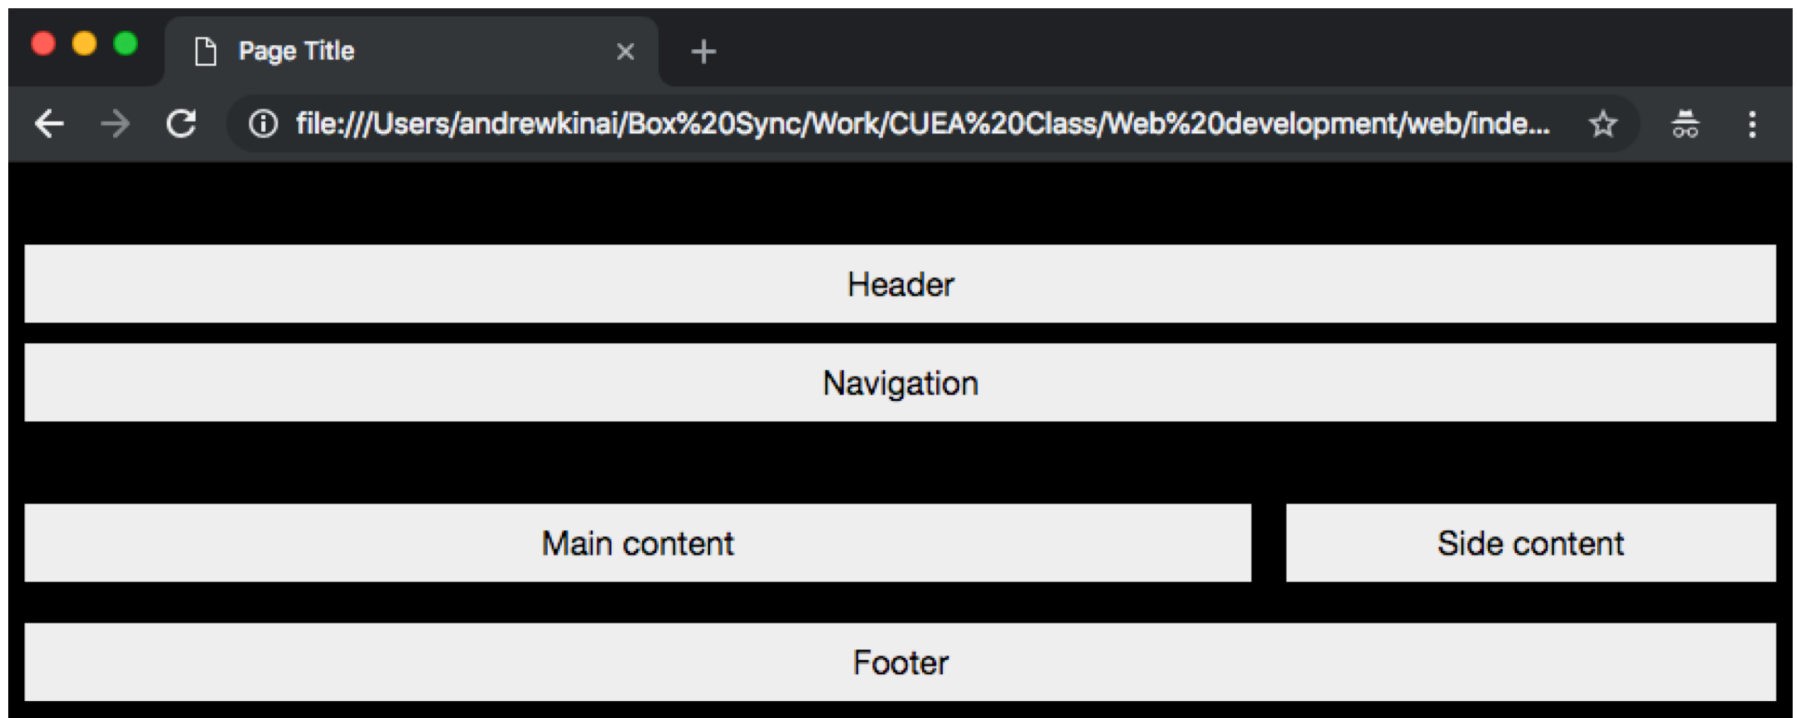 Page Title
file:///Users/andrewkinai/Box%20Sync/Work/CUEA%20Class/Web%20development/web/inde...
Header
Navigation
Main content
Side content
Footer